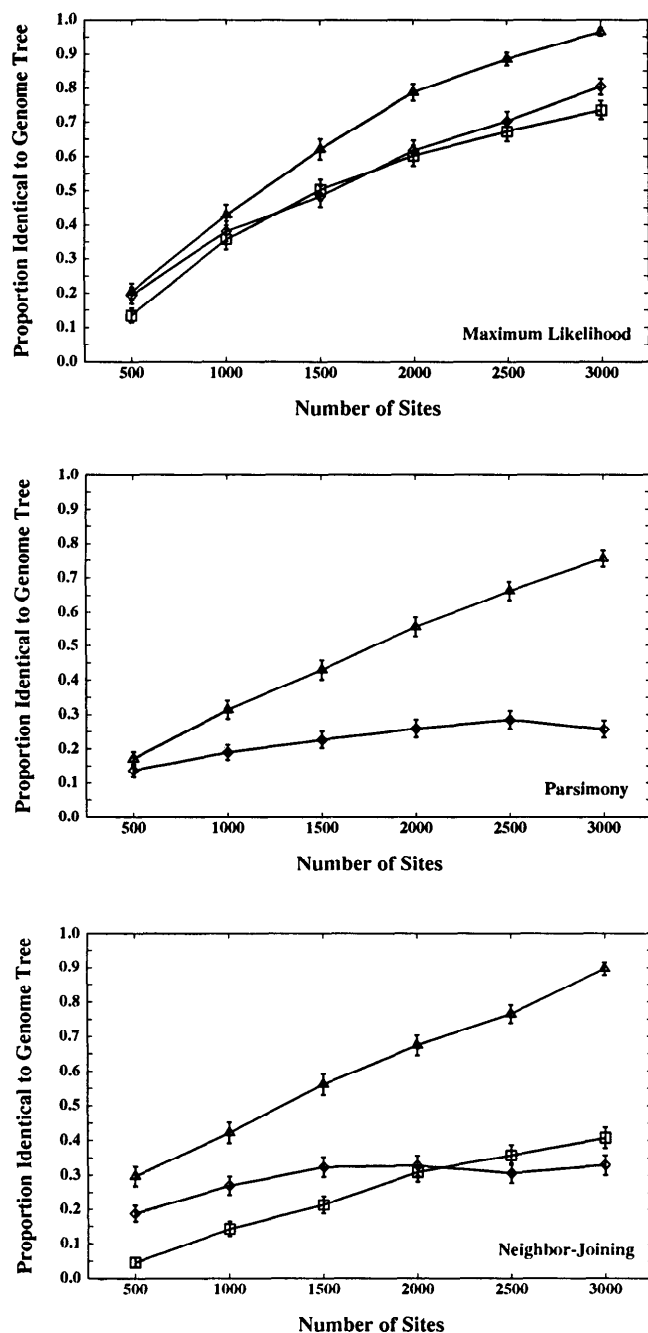 Proportion Identical to Genome Tree
1.0
0.9
0.8
0.7
0.6
0.5
0.4
0.3
0.2
0.1
0.0
Maximum Likelihood
500 1000 1500 2000 2500 3000
Number of Sites
Proportion Identical to Genome Tree
1.0
0.9
0.8
0.7
0.6
0.5
0.4
0.3
0.2
0.1
0.0
Parsimony
500 1000 1500 2000 2500 3000
Number of Sites
Proportion Identical to Genome Tree
1.0
0.9
0.8
0.7
0.6
0.5
0.4
0.3
0.2
0.1
0.0
Neighbor-Joining
500 1000 1500 2000 2500 3000
Number of Sites